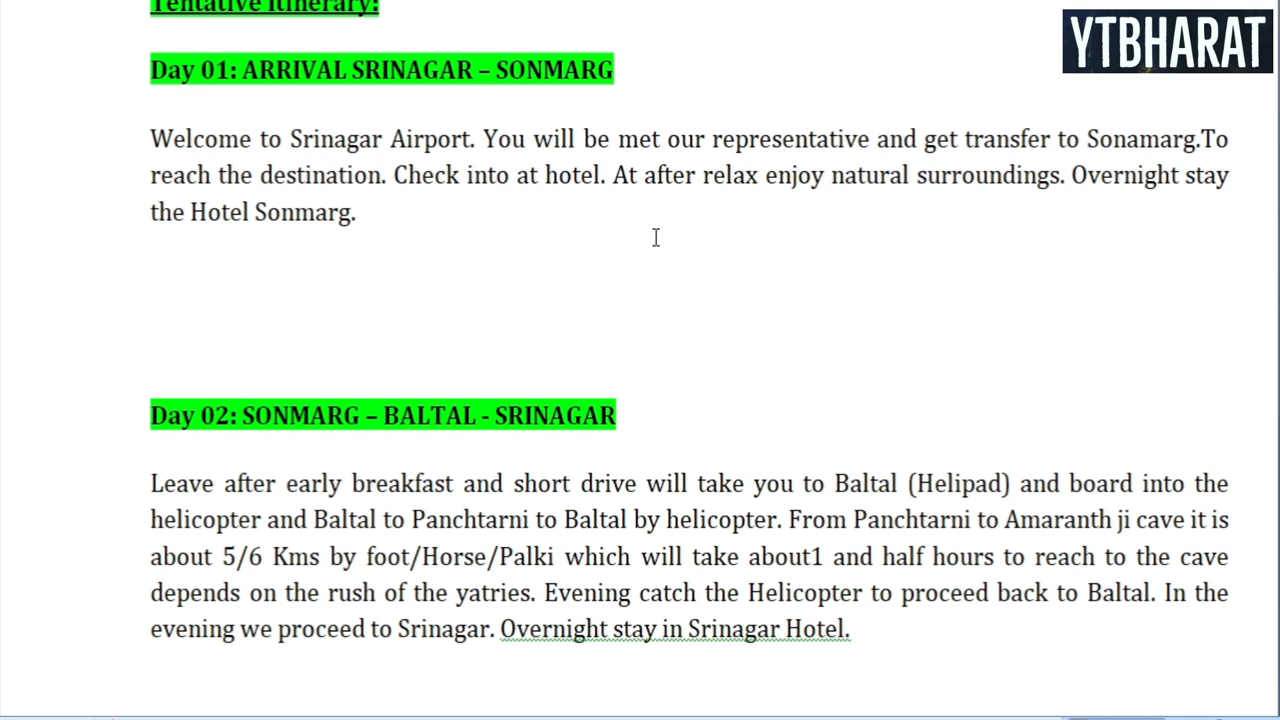 Tentative Itinerary:
YTBHARAT
Day 01: ARRIVAL SRINAGAR – SONMARG
Welcome to Srinagar Airport. You will be met our representative and get transfer to Sonamarg.To
reach the destination. Check into at hotel. At after relax enjoy natural surroundings. Overnight stay
the Hotel Sonmarg.
Day 02: SONMARG – BALTAL - SRINAGAR
Leave after early breakfast and short drive will take you to Baltal (Helipad) and board into the
helicopter and Baltal to Panchtarni to Baltal by helicopter. From Panchtarni to Amaranth ji cave it is
about 5/6 Kms by foot/Horse/Palki which will take about1 and half hours to reach to the cave
depends on the rush of the yatries. Evening catch the Helicopter to proceed back to Baltal. In the
evening we proceed to Srinagar. Overnight stay in Srinagar Hotel.